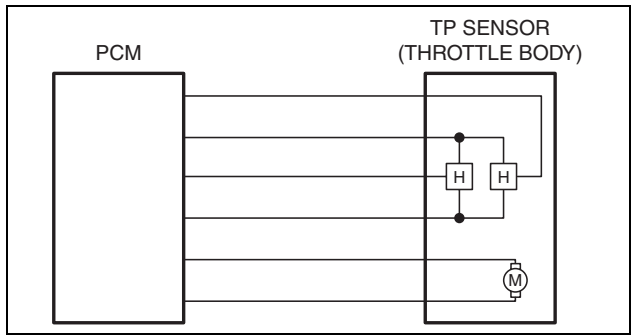 PCM
TP SENSOR
(THROTTLE BODY)
H
H
M